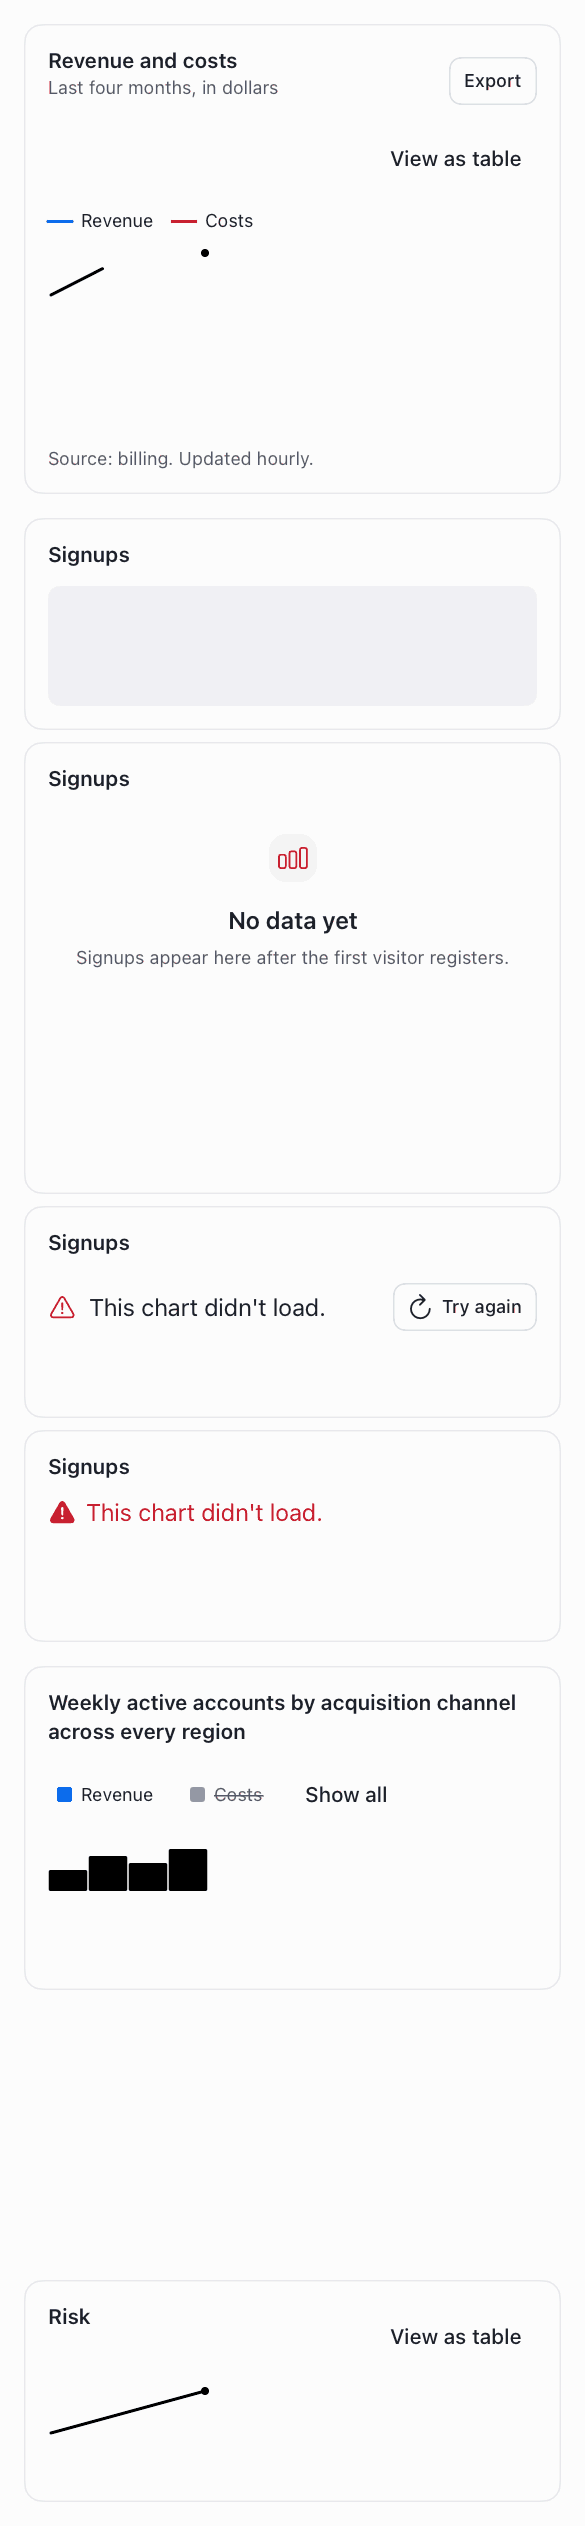 Revenue and costs
Last four months, in dollars
Export
View as table
Revenue
Costs
Source: billing. Updated hourly.
Signups
Signups
No data yet
Signups appear here after the first visitor registers.
Signups
This chart didn't load.
Try again
Signups
This chart didn't load.
Weekly active accounts by acquisition channel
across every region
Revenue
Costs
Show all
Risk
View as table